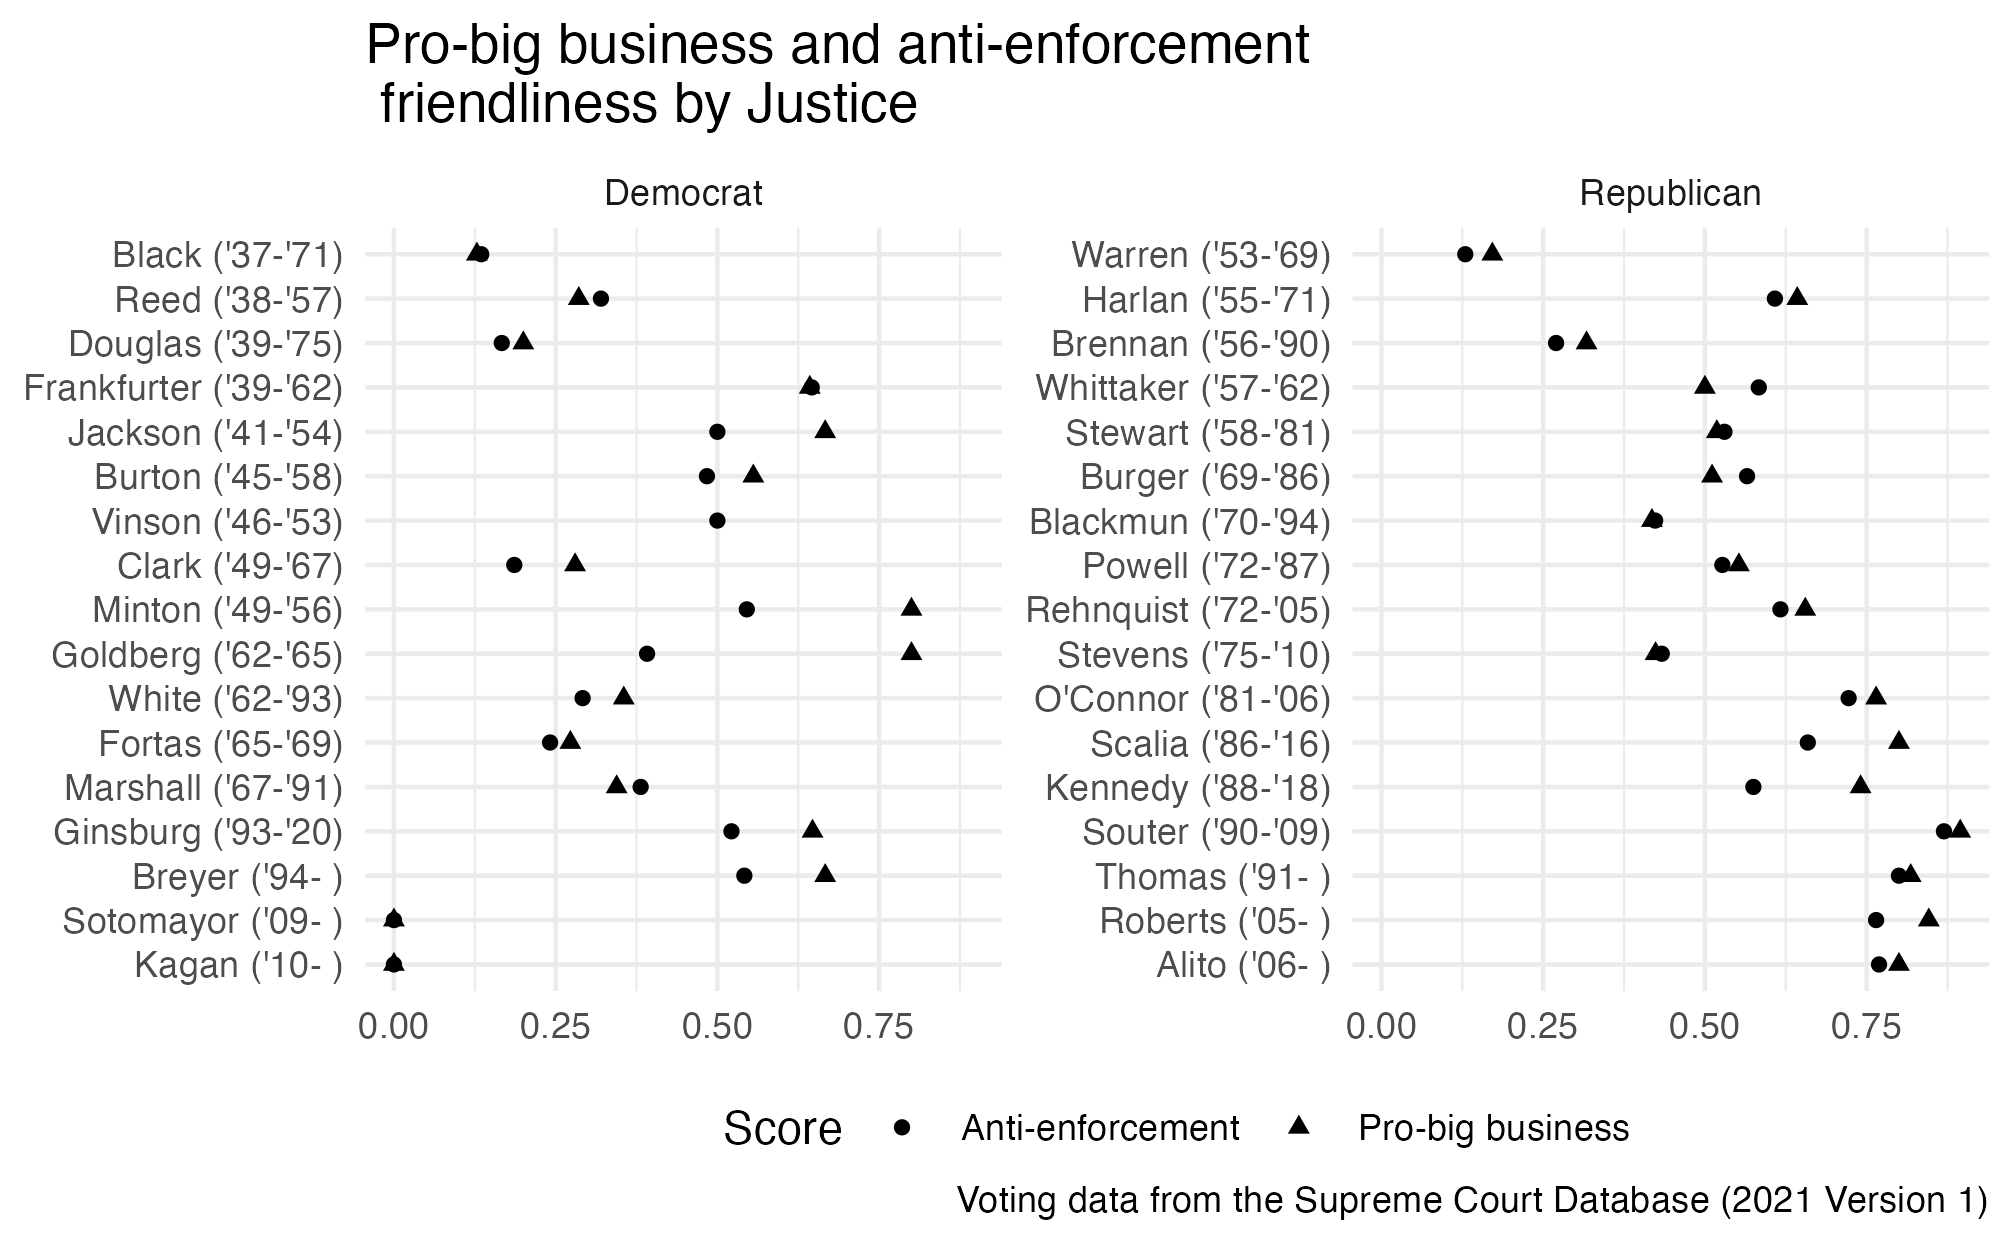 Pro-big business and anti-enforcement
friendliness by Justice
Democrat
Black ('37-'71)
Reed ('38-'57)
Douglas ('39-'75)
Frankfurter ('39-'62)
Jackson ('41-'54)
Burton ('45-'58)
Vinson ('46-'53)
Clark ('49-'67)
Minton ('49-'56)
Goldberg ('62-'65)
White ('62-'93)
Fortas ('65-'69)
Marshall ('67-'91)
Ginsburg ('93-'20)
Breyer ('94- )
Sotomayor ('09- )
Kagan ('10- )
0.00 0.25 0.50 0.75
Republican
Warren ('53-'69)
Harlan ('55-'71)
Brennan ('56-'90)
Whittaker ('57-'62)
Stewart ('58-'81)
Burger ('69-'86)
Blackmun ('70-'94)
Powell ('72-'87)
Rehnquist ('72-'05)
Stevens ('75-'10)
O'Connor ('81-'06)
Scalia ('86-'16)
Kennedy ('88-'18)
Souter ('90-'09)
Thomas ('91- )
Roberts ('05- )
Alito ('06- )
0.00 0.25 0.50 0.75
Score Anti-enforcement Pro-big business
Voting data from the Supreme Court Database (2021 Version 1)